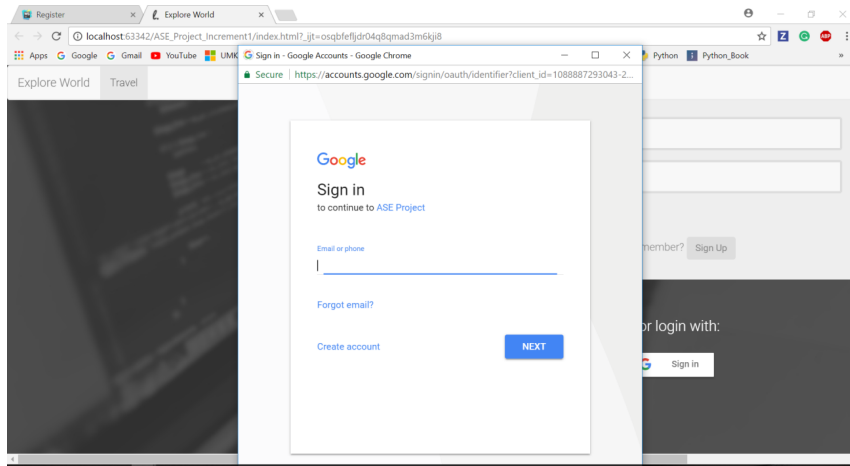 Register
Explore World
localhost:63342/ASE_Project_Increment1/index.html?_ijt=osqbfefljdr04q8qmad3m6kji8
Apps
Google
Gmail
YouTube
UMK
Python
Python_Book
Sign in - Google Accounts - Google Chrome
Secure
https://accounts.google.com/signin/oauth/identifier?client_id=1088887293043-2...
Explore World
Travel
Google
Sign in
to continue to ASE Project
Email or phone
Forgot email?
Create account
NEXT
member?
Sign Up
or login with:
Sign in